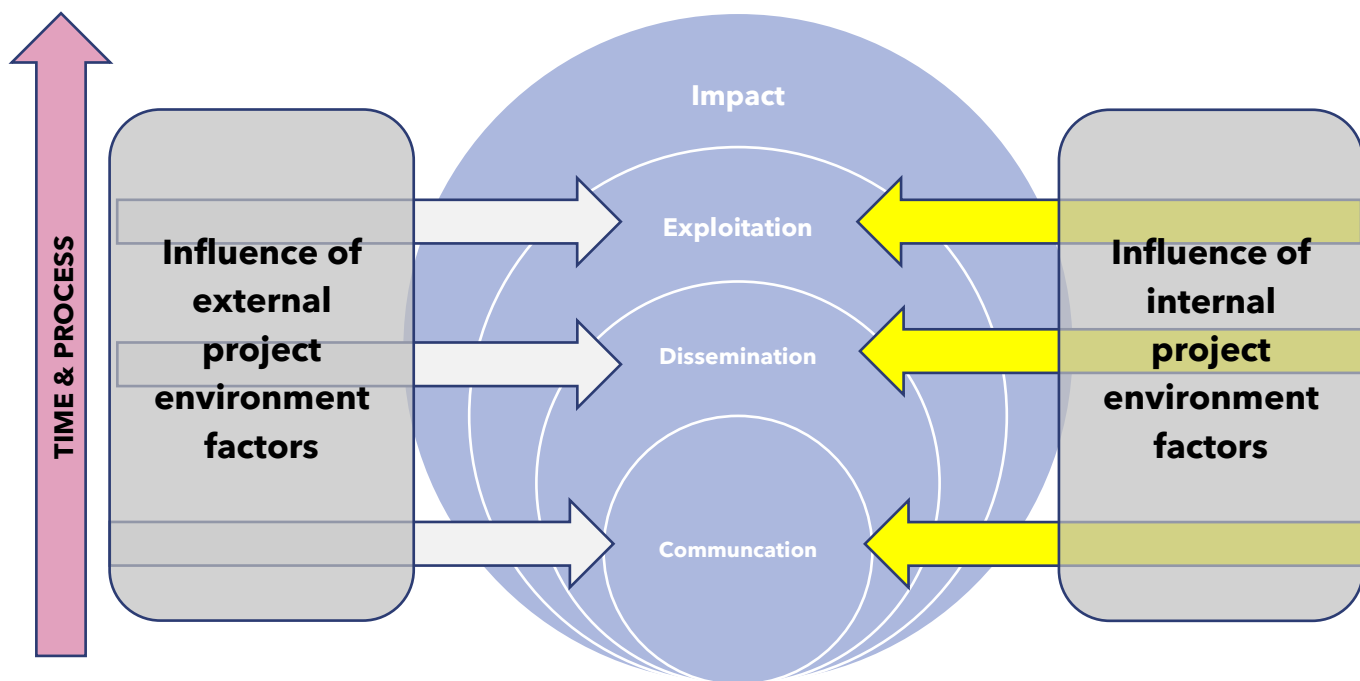 TIME & PROCESS
Influence of
external
project
environment
factors
Impact
Exploitation
Dissemination
Communcation
Influence of
internal
project
environment
factors